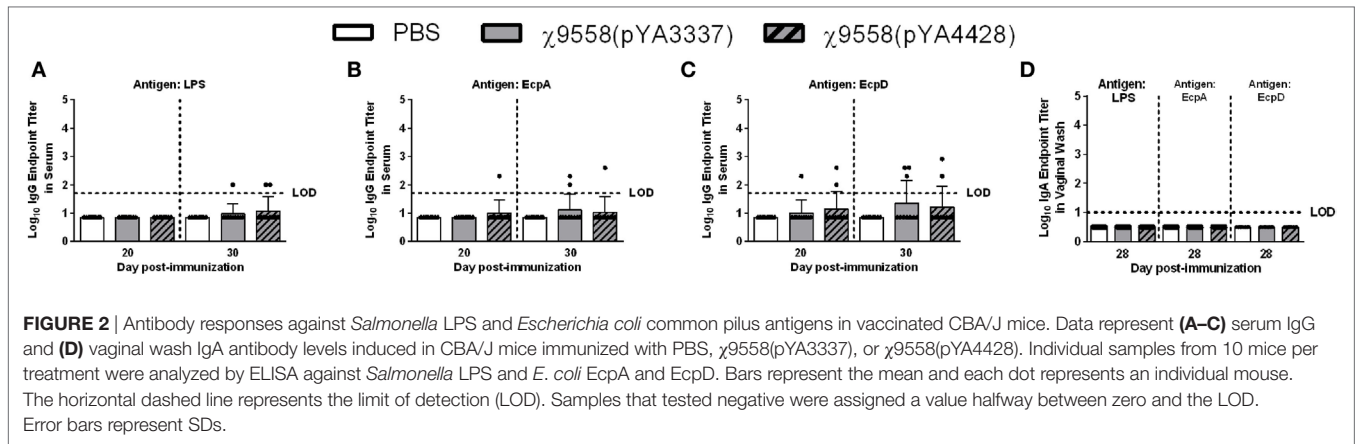 PBS χ9558(pYA3337) χ9558(pYA4428)
A
Antigen: LPS
Log10 IgG Endpoint Titer
in Serum
5
4
3
2
1
0
LOD
20 30
Day post-immunization
B
Antigen: EcpA
Log10 IgG Endpoint Titer
in Serum
5
4
3
2
1
0
LOD
20 30
Day post-immunization
C
Antigen: EcpD
Log10 IgG Endpoint Titer
in Serum
5
4
3
2
1
0
LOD
20 30
Day post-immunization
D
Antigen: Antigen: Antigen:
LPS EcpA EcpD
Log10 IgA Endpoint Titer
in Vaginal Wash
5
4
3
2
1
0
LOD
28 28 28
Day post-immunization
FIGURE 2 | Antibody responses against Salmonella LPS and Escherichia coli common pilus antigens in vaccinated CBA/J mice. Data represent (A–C) serum IgG
and (D) vaginal wash IgA antibody levels induced in CBA/J mice immunized with PBS, χ9558(pYA3337), or χ9558(pYA4428). Individual samples from 10 mice per
treatment were analyzed by ELISA against Salmonella LPS and E. coli EcpA and EcpD. Bars represent the mean and each dot represents an individual mouse.
The horizontal dashed line represents the limit of detection (LOD). Samples that tested negative were assigned a value halfway between zero and the LOD.
Error bars represent SDs.